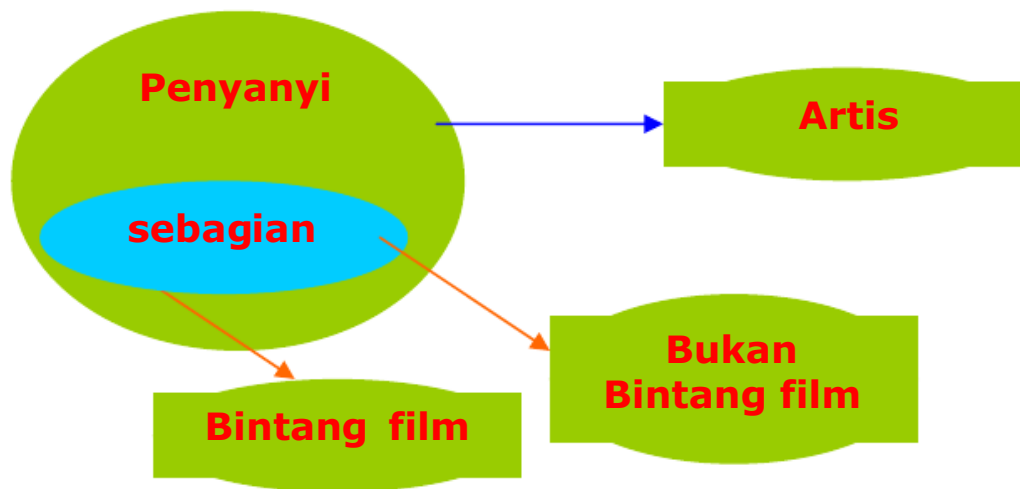 Penyanyi
Artis
sebagian
Bukan
Bintang film
Bintang film